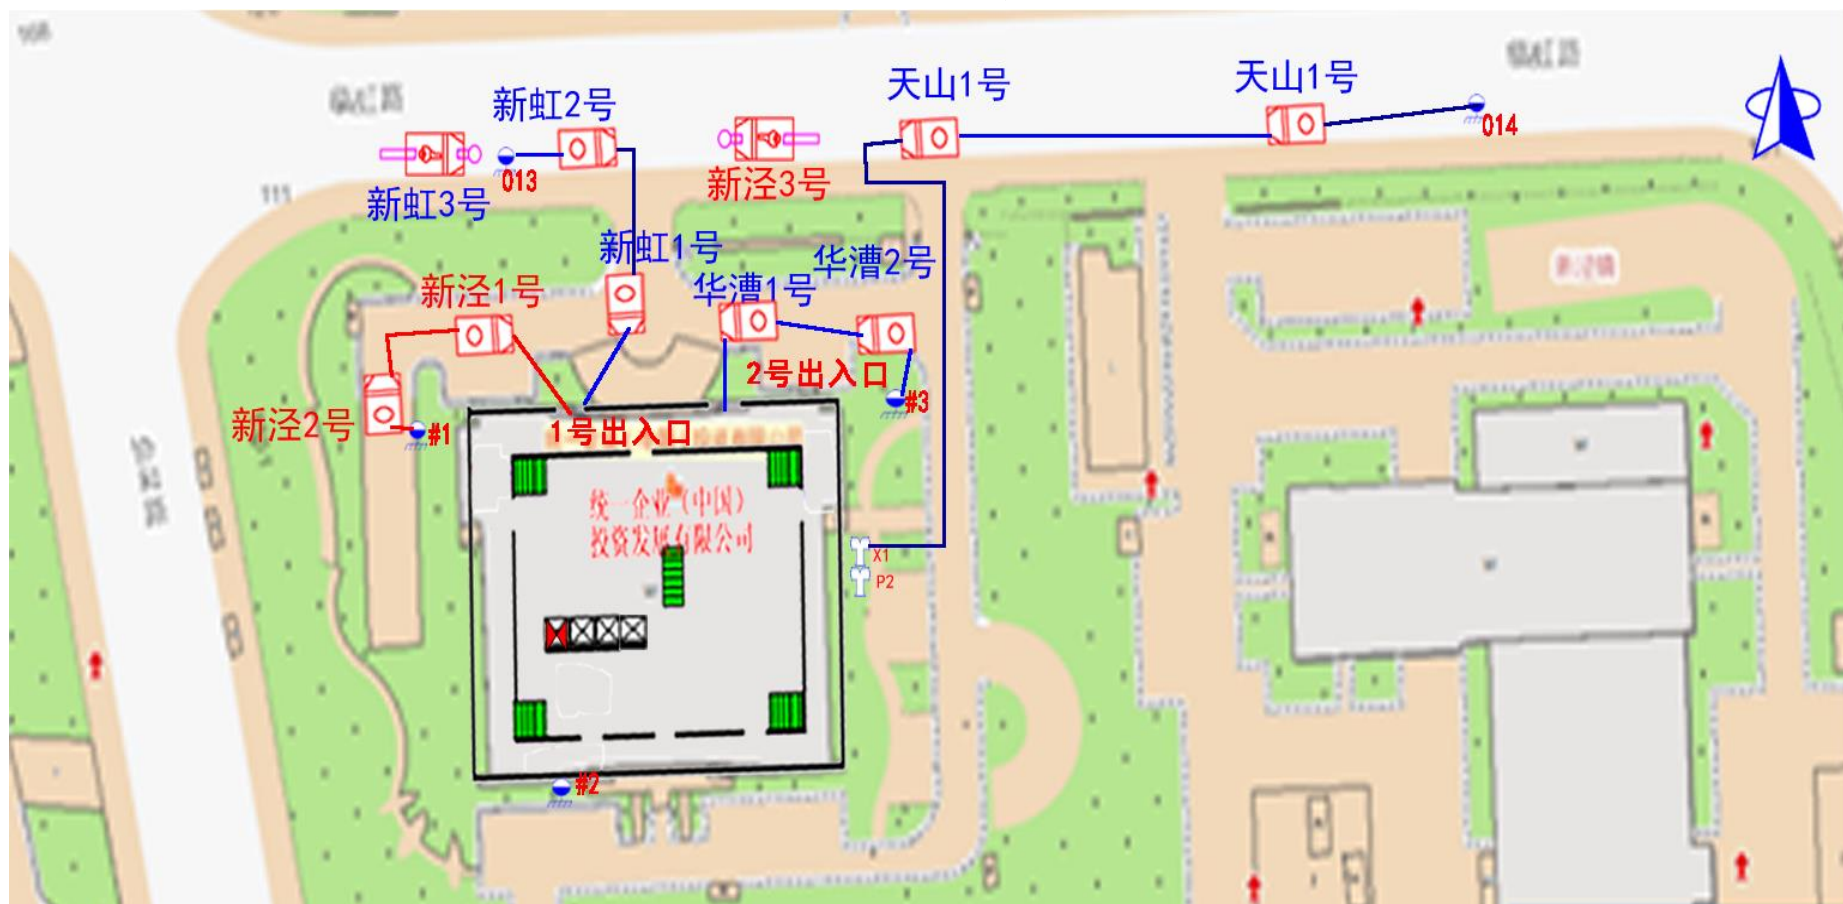 天山1号
天山1号
新虹2号
014
013
新虹3号
新泾3号
111
新虹1号
华漕2号
新泾1号
华漕1号
2号出入口
#3
新泾2号
#1
1号出入口
统一企业（中国）
投资发展有限公司
X1
P2
#2